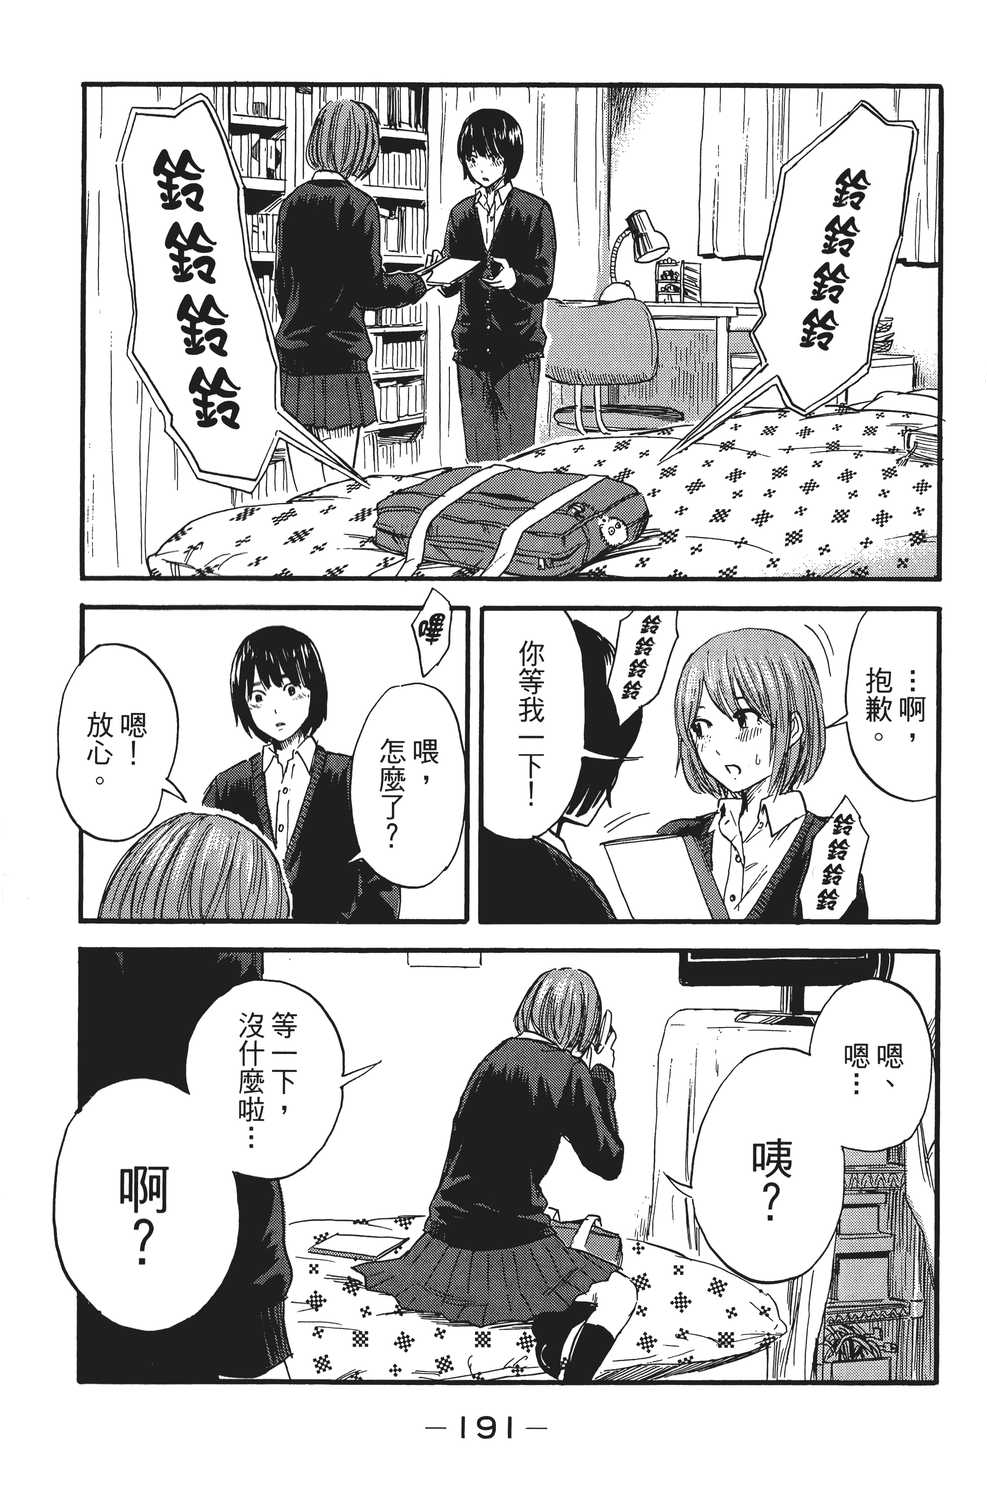 鈴鈴鈴鈴
鈴鈴鈴鈴
…啊，
抱歉。
鈴鈴鈴鈴
鈴鈴鈴鈴
你等我一下！
嗶
喂，
怎麼了？
嗯！
放心。
嗯、
嗯…
咦？
等一下，
沒什麼啦…
啊？
—191—